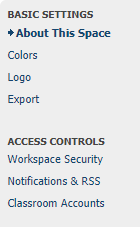 BASIC SETTINGS
About This Space
Colors
Logo
Export
ACCESS CONTROLS
Workspace Security
Notifications & RSS
Classroom Accounts